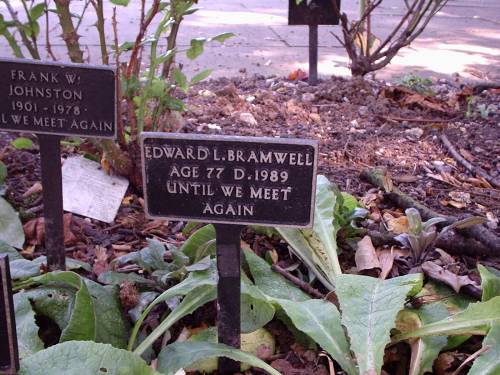 FRANK W.
JOHNSTON
1901 - 1978
L WE MEET AGAIN
EDWARD L. BRAMWELL
AGE 77 D. 1989
UNTIL WE MEET
AGAIN